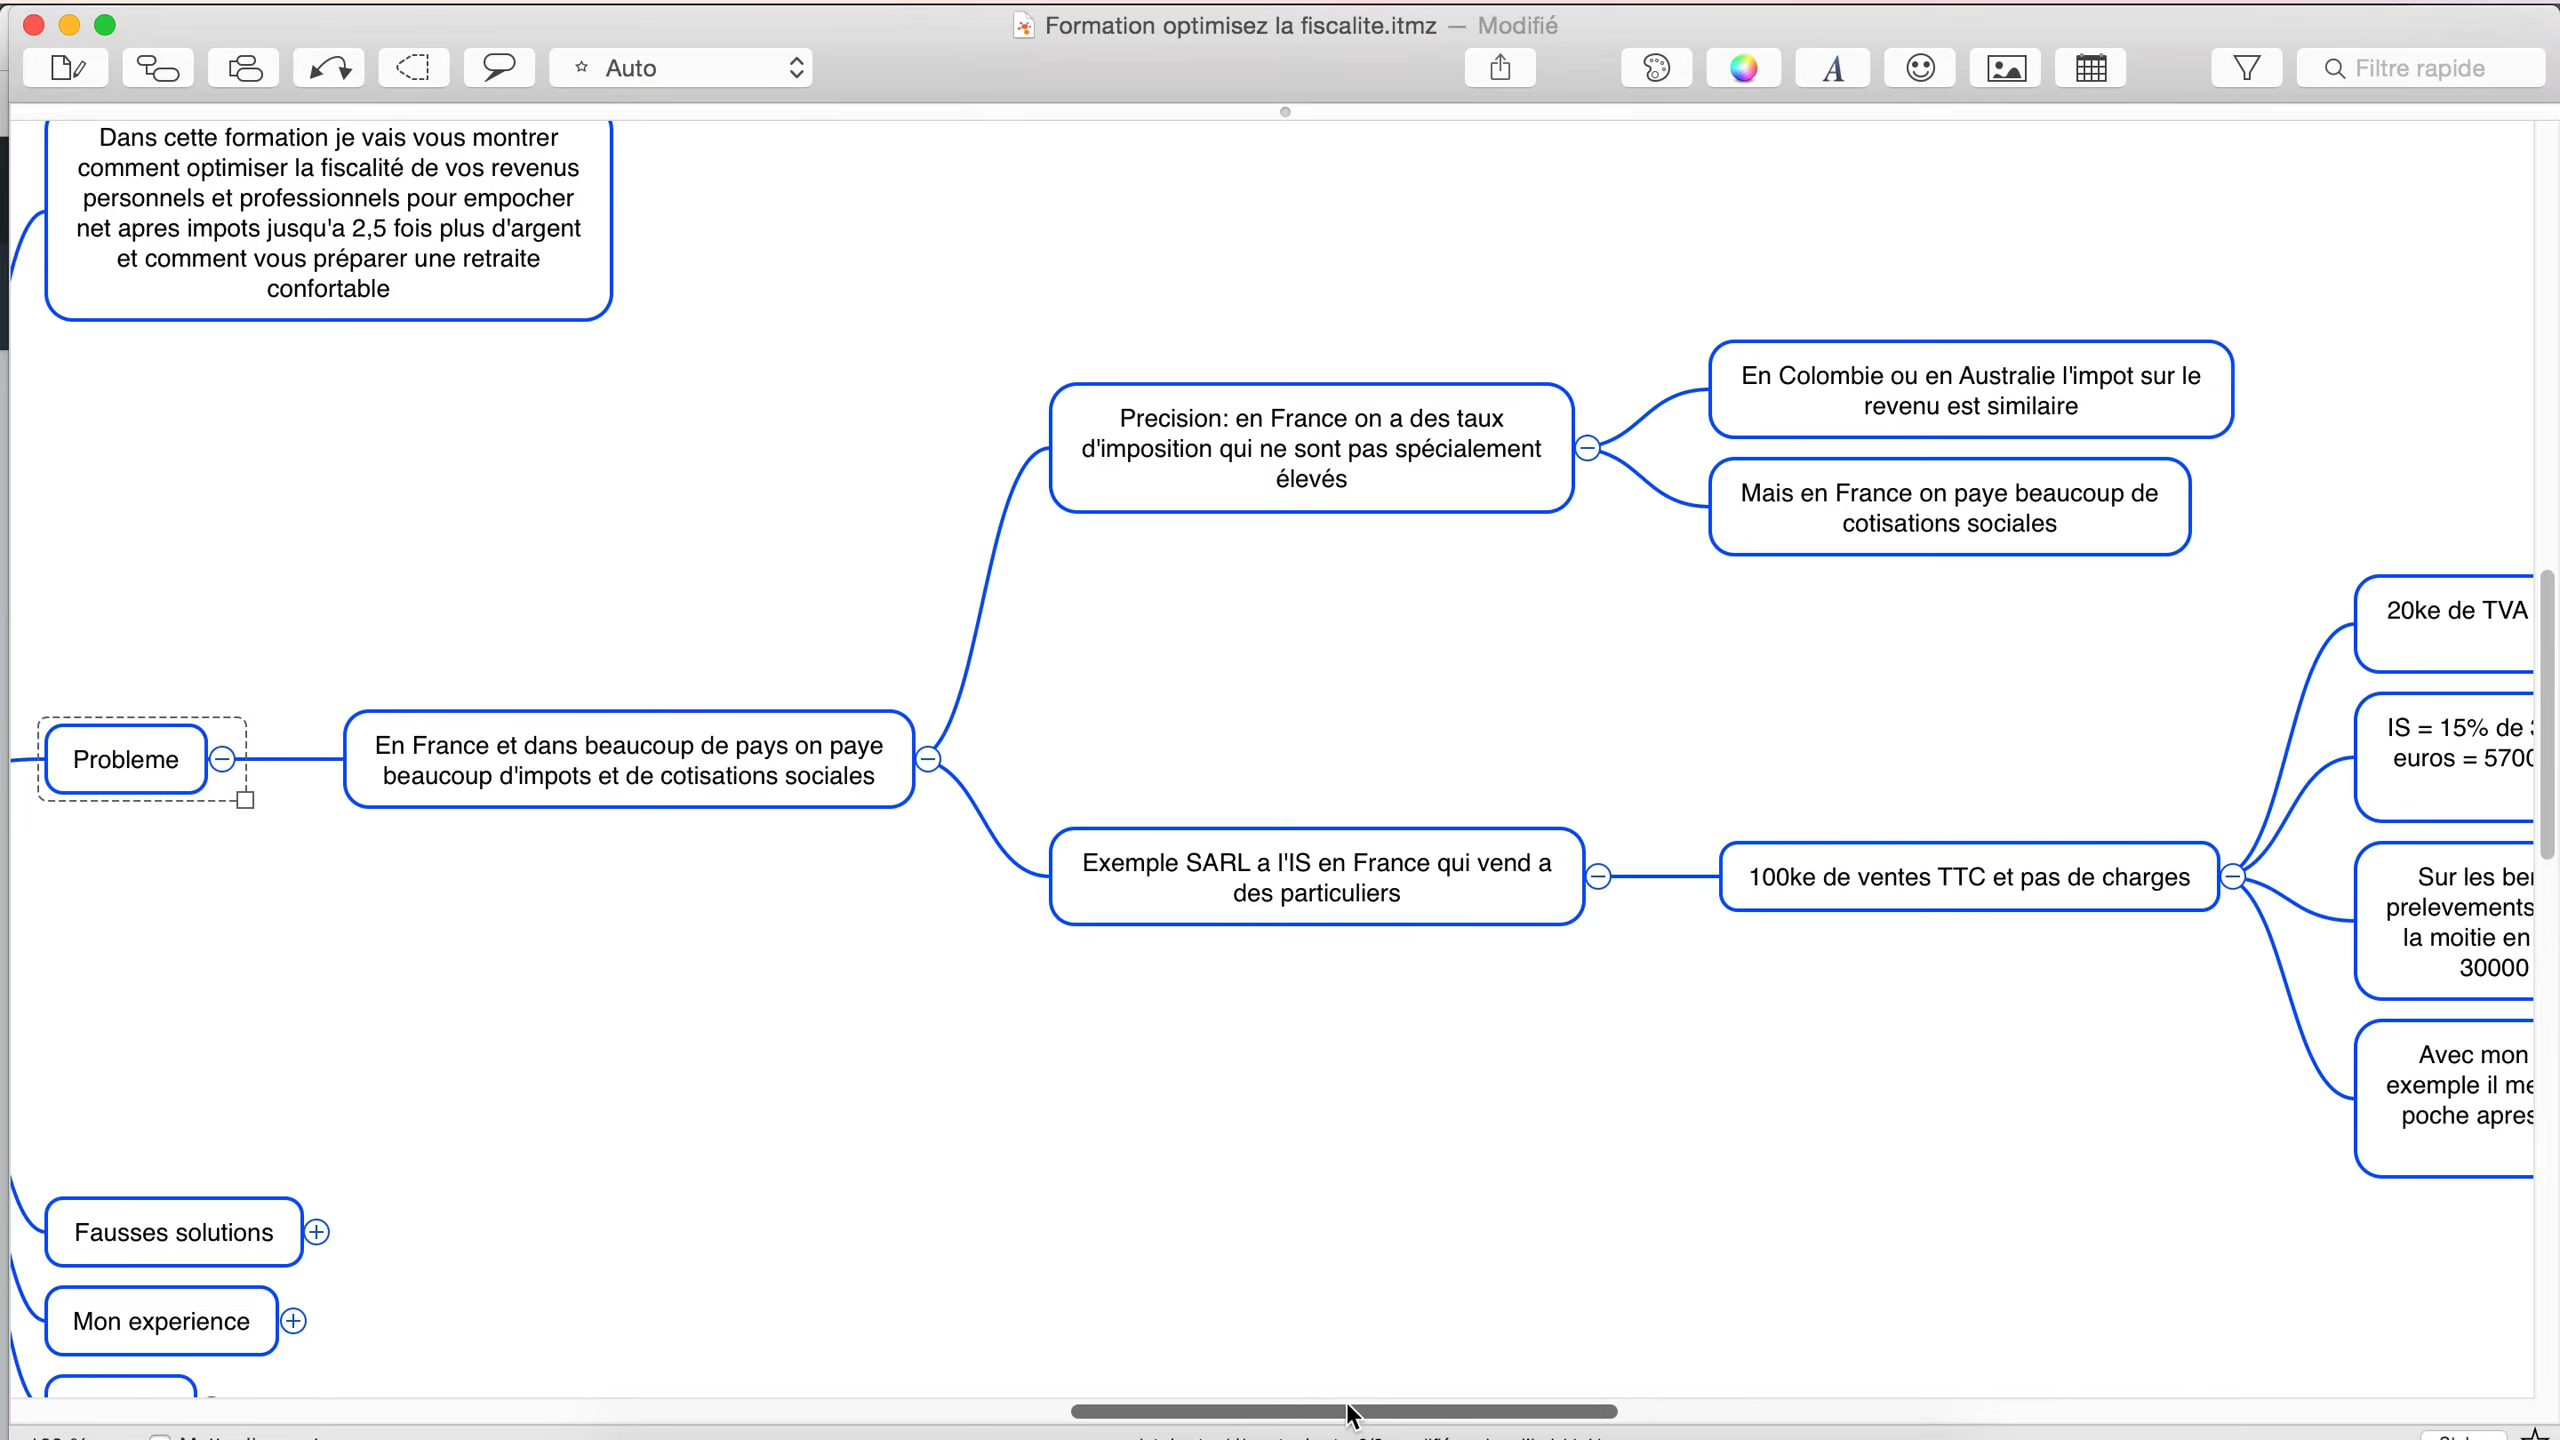 Formation optimisez la fiscalite.itmz — Modifié
Auto
Filtre rapide
Dans cette formation je vais vous montrer
comment optimiser la fiscalité de vos revenus
personnels et professionnels pour empocher
net apres impots jusqu'a 2,5 fois plus d'argent
et comment vous préparer une retraite
confortable
En Colombie ou en Australie l'impot sur le
revenu est similaire
Precision: en France on a des taux
d'imposition qui ne sont pas spécialement
élevés
Mais en France on paye beaucoup de
cotisations sociales
20ke de TVA
IS = 15% de
euros = 5700
Probleme
En France et dans beaucoup de pays on paye
beaucoup d'impots et de cotisations sociales
Exemple SARL a l'IS en France qui vend a
des particuliers
100ke de ventes TTC et pas de charges
Sur les
prelevements
la moitie en
30000
Avec mon
exemple il
poche apres
Fausses solutions
Mon experience